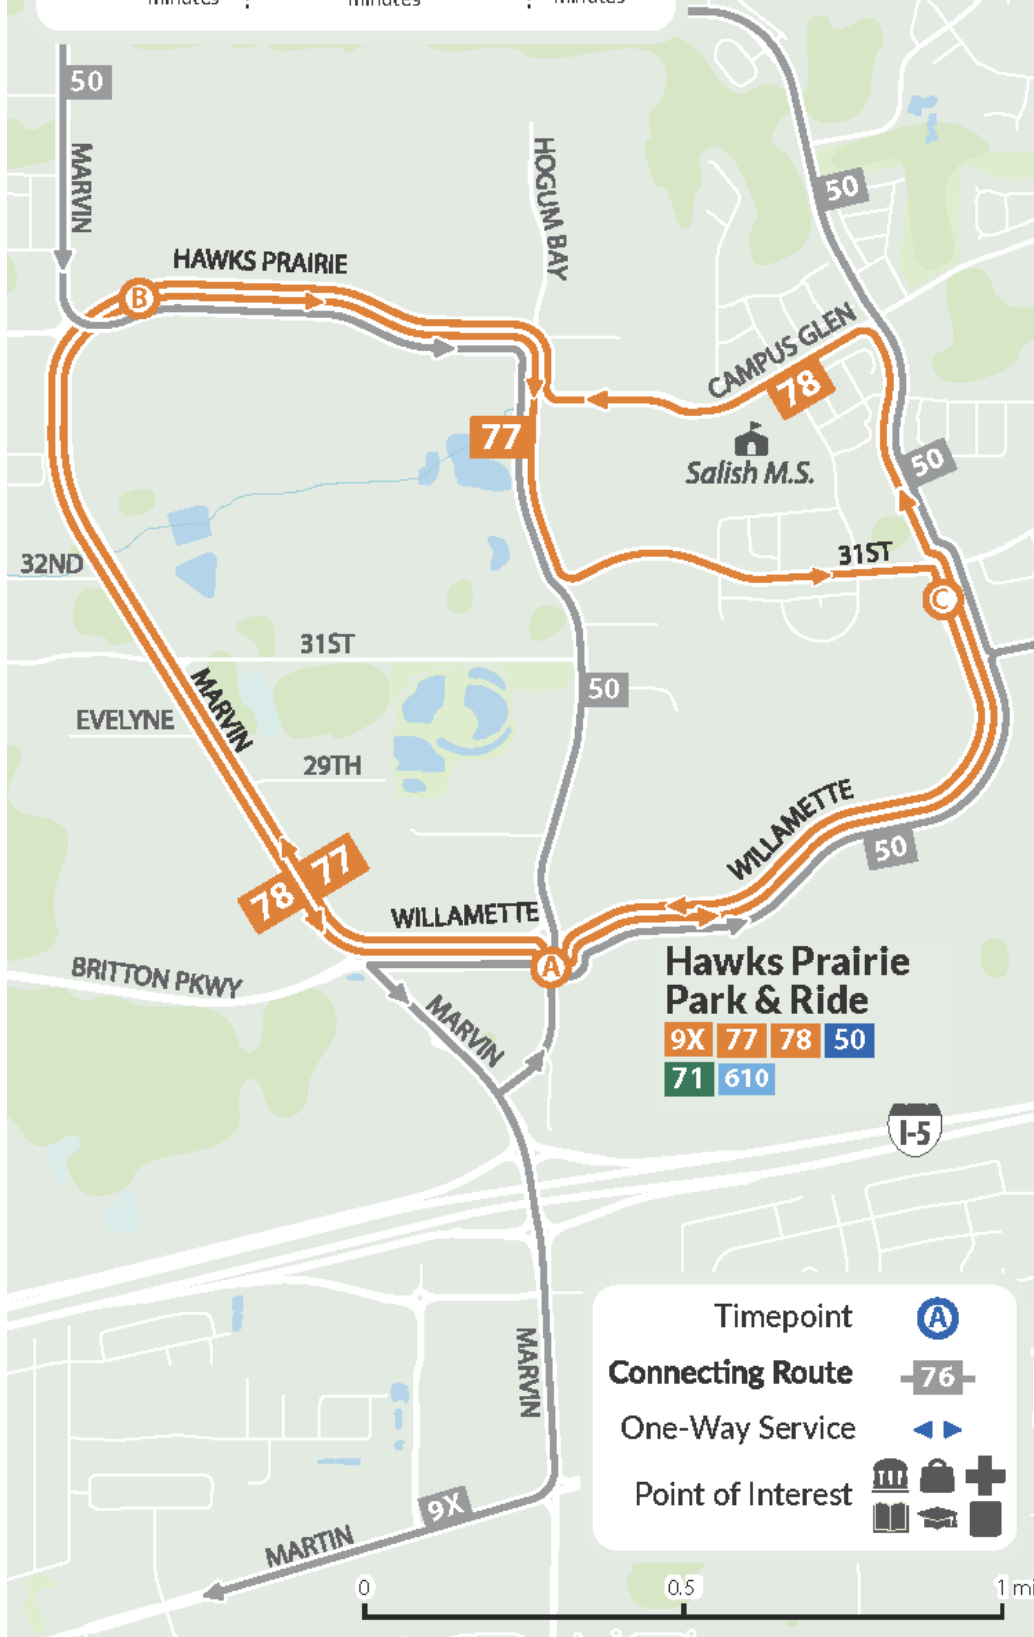 minutes
minutes
minutes
50
MARVIN
HOGUM BAY
50
HAWKS PRAIRIE
B
CAMPUS GLEN
78
77
Salish M.S.
50
32ND
31ST
C
31ST
MARVIN
50
EVELYNE
29TH
WILLAMETTE
50
77
78
WILLAMETTE
A
BRITTON PKWY
MARVIN
Hawks Prairie
Park & Ride
9X 77 78 50
71 610
I-5
MARVIN
9X
MARTIN
Timepoint A
Connecting Route 76
One-Way Service
Point of Interest
0 0.5 1 mi